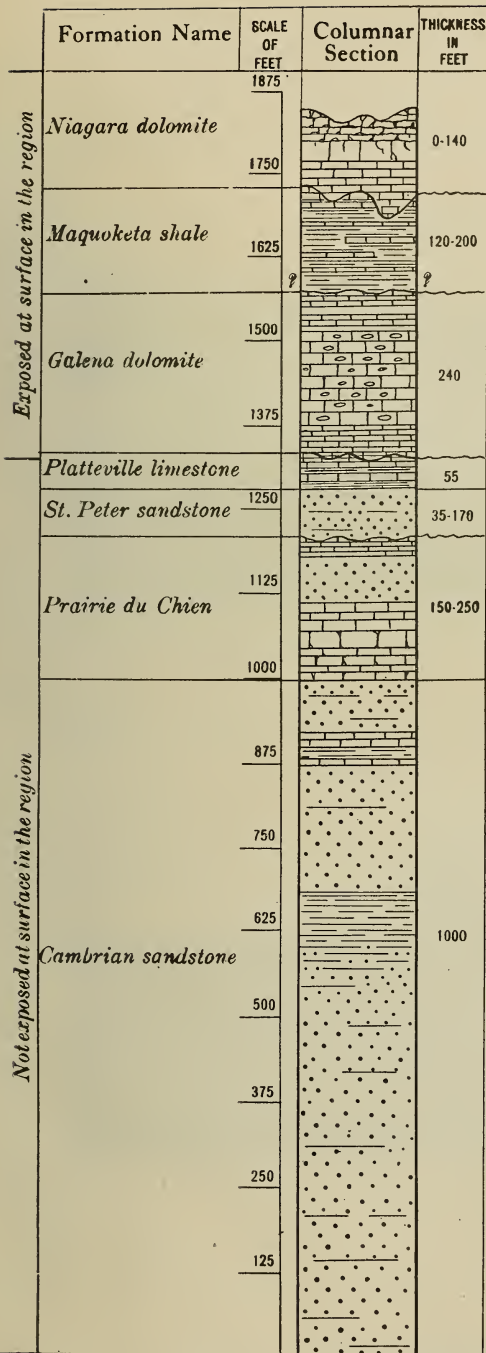 Formation Name
SCALE OF FEET
Columnar Section
THICKNESS IN FEET
Exposed at surface in the region
1875
Niagara dolomite
0-140
1750
Maquoketa shale
120-200
1625
? ?
1500
Galena dolomite
240
1375
Platteville limestone
55
1250
St. Peter sandstone
35-170
1125
Prairie du Chien
150-250
1000
Not exposed at surface in the region
875
750
625
Cambrian sandstone
1000
500
375
250
125